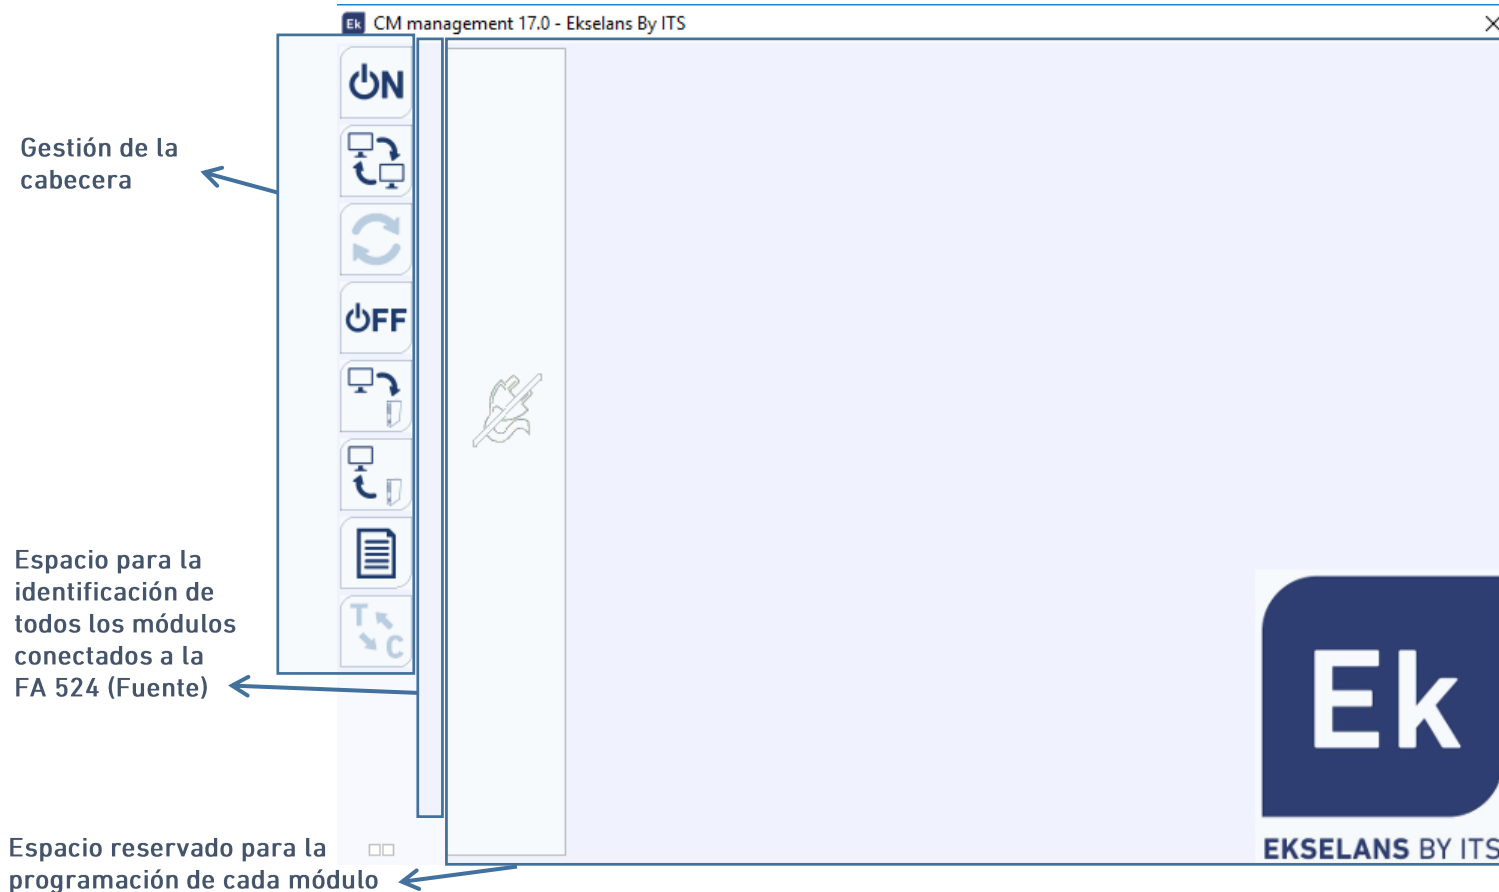 Ek CM management 17.0 - Ekselans By ITS
ON
Gestión de la
cabecera
OFF
Espacio para la
identificación de
todos los módulos
conectados a la
FA 524 (Fuente)
T
C
Ek
EKSELANS BY ITS
Espacio reservado para la
programación de cada módulo